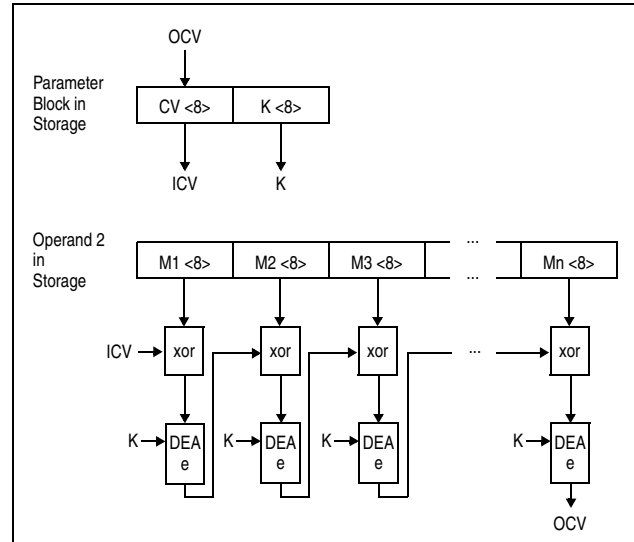 OCV
Parameter
Block in
Storage
CV <8> K <8>
ICV K
Operand 2
in
Storage
M1 <8> M2 <8> M3 <8> ... ... Mn <8>
ICV xor xor xor ... xor
K DEA
e K DEA
e K DEA
e K DEA
e
OCV